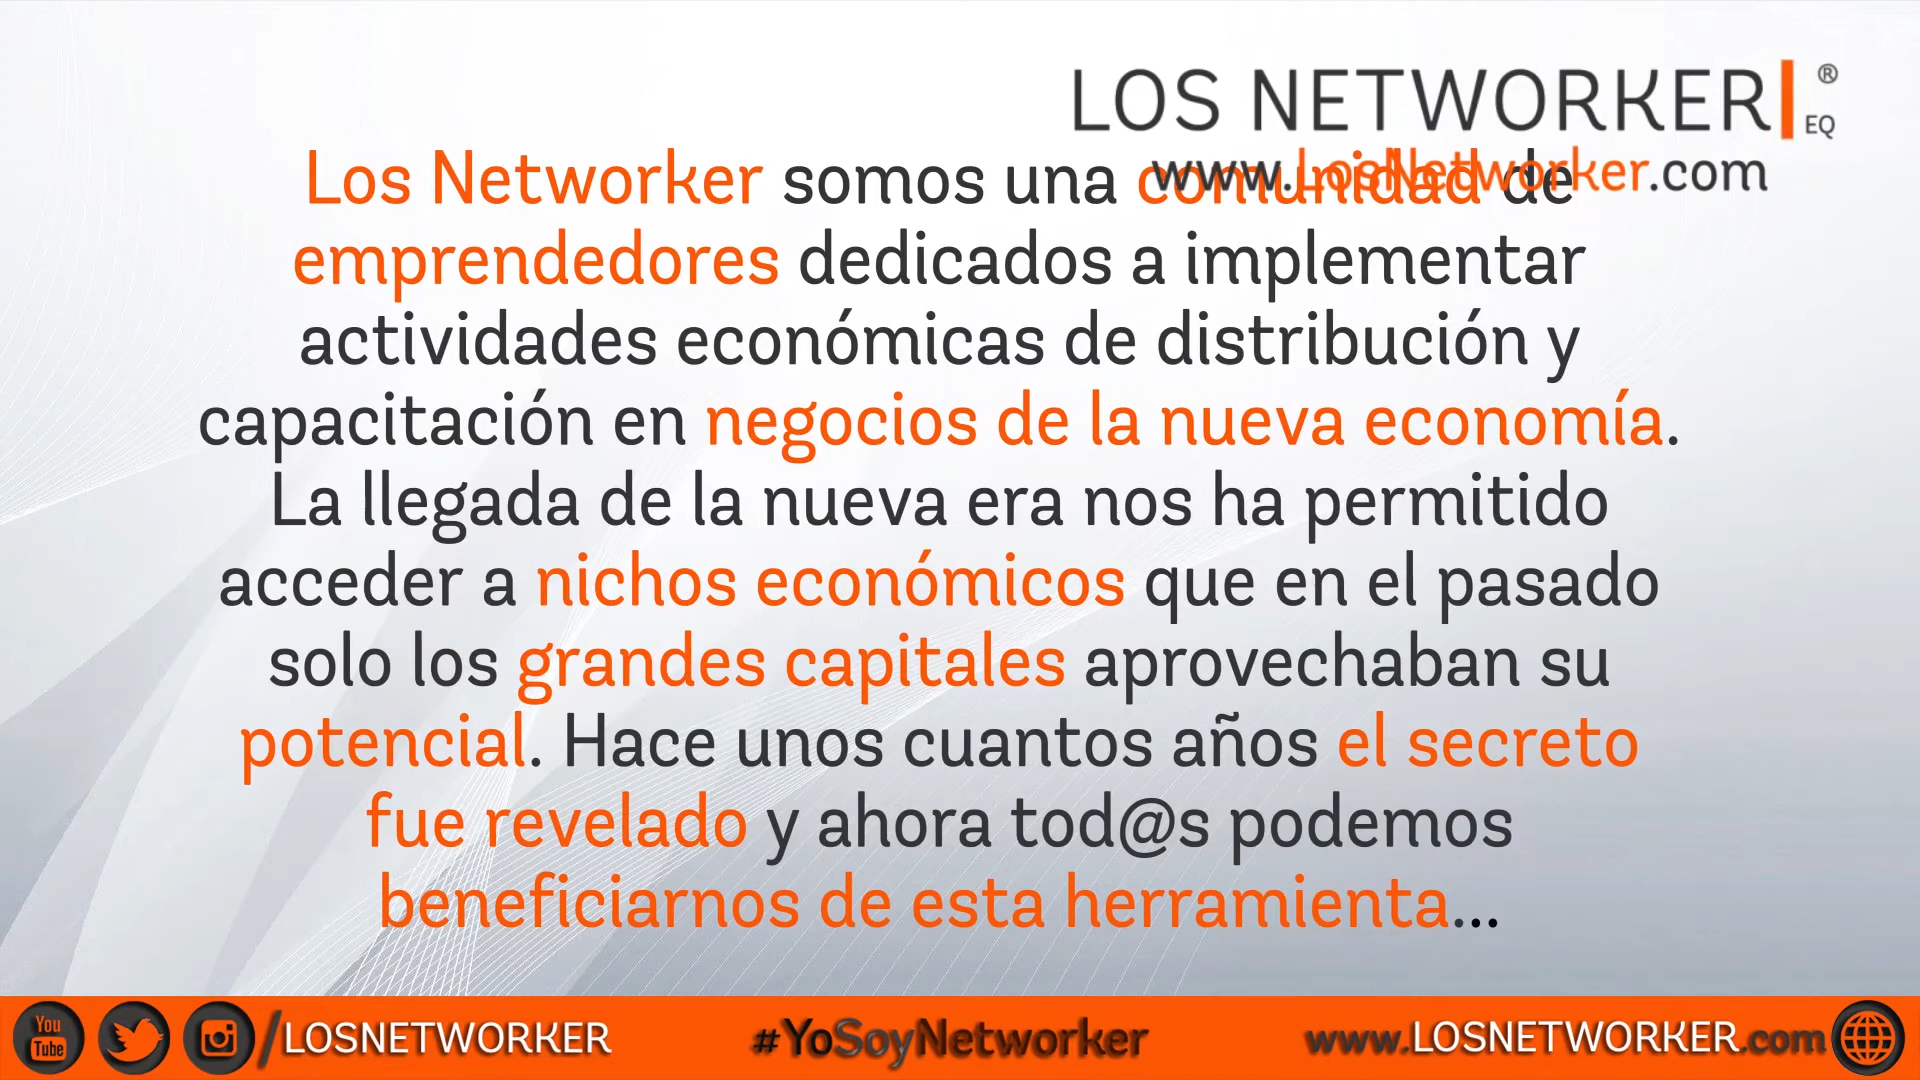 LOS NETWORKER ®
EQ
www.LosNetworker.com
Los Networker somos una comunidad de
emprendedores dedicados a implementar
actividades económicas de distribución y
capacitación en negocios de la nueva economía.
La llegada de la nueva era nos ha permitido
acceder a nichos económicos que en el pasado
solo los grandes capitales aprovechaban su
potencial. Hace unos cuantos años el secreto
fue revelado y ahora tod@s podemos
beneficiarnos de esta herramienta...
You
Tube
/LOSNETWORKER
#YoSoyNetworker
www.LOSNETWORKER.com